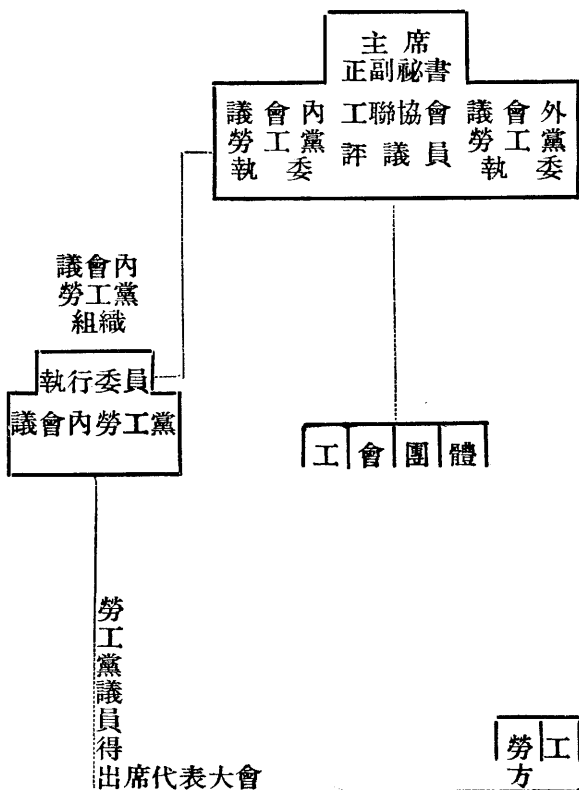 主席
正副祕書
議會內 工聯協會 議會外
勞工黨 評議員 勞工黨
執委 執委
議會內
勞工黨
組織
執行委員
議會內勞工黨
工會團體
勞工黨議員得
出席代表大會
勞工
方